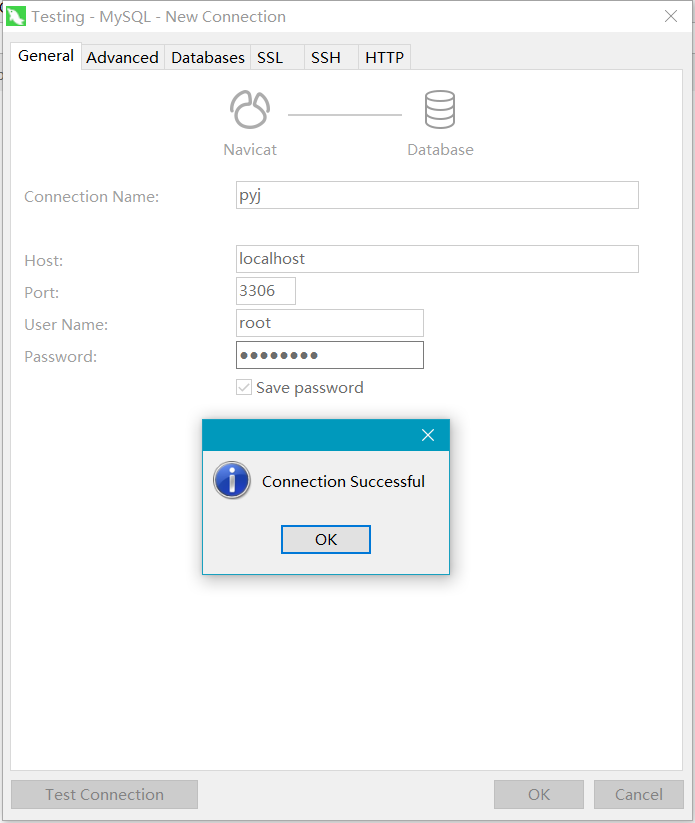 Testing - MySQL - New Connection
General Advanced Databases SSL SSH HTTP
Navicat Database
Connection Name: pyj
Host: localhost
Port: 3306
User Name: root
Password: ●●●●●●●●
Save password
Connection Successful
OK
Test Connection OK Cancel